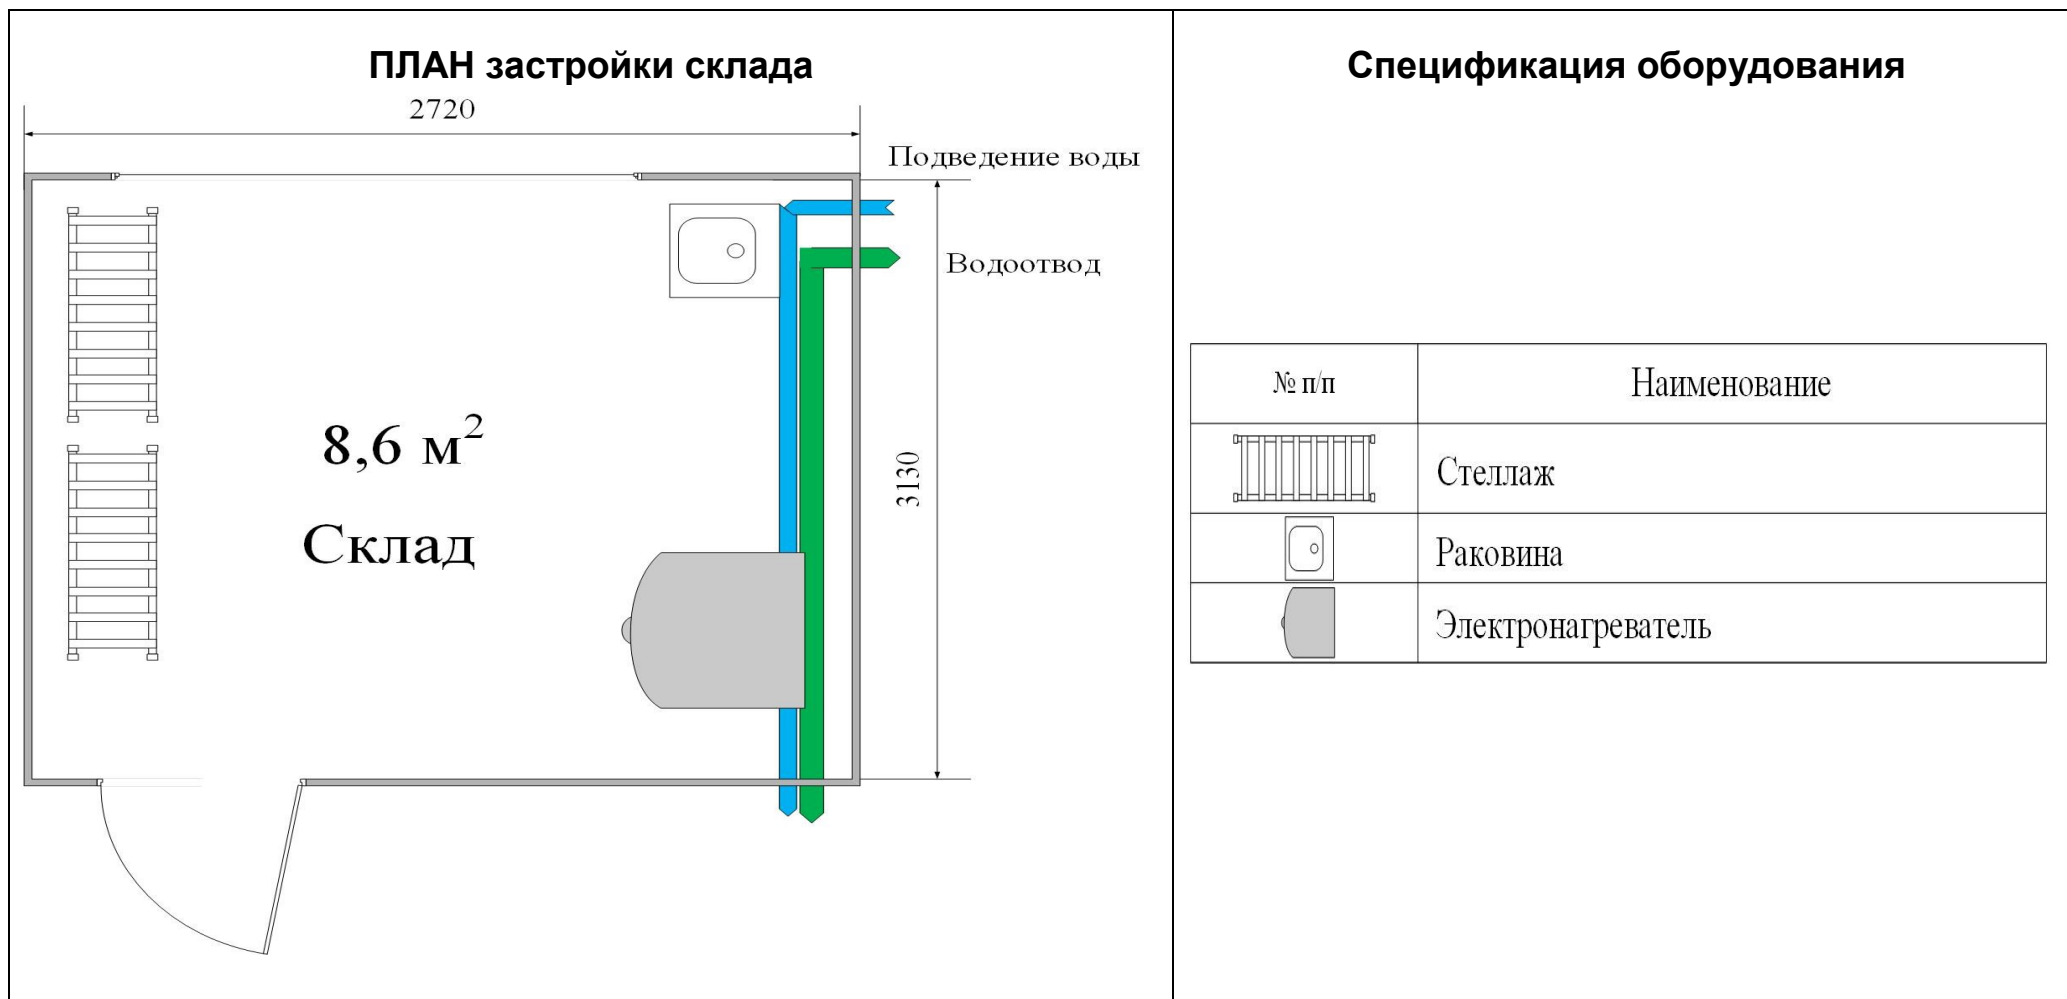 ПЛАН застройки склада
2720
Подведение воды
Водоотвод
3130
8,6 м²
Склад
Спецификация оборудования
№ п/п Наименование
Стеллаж
Раковина
Электронагреватель